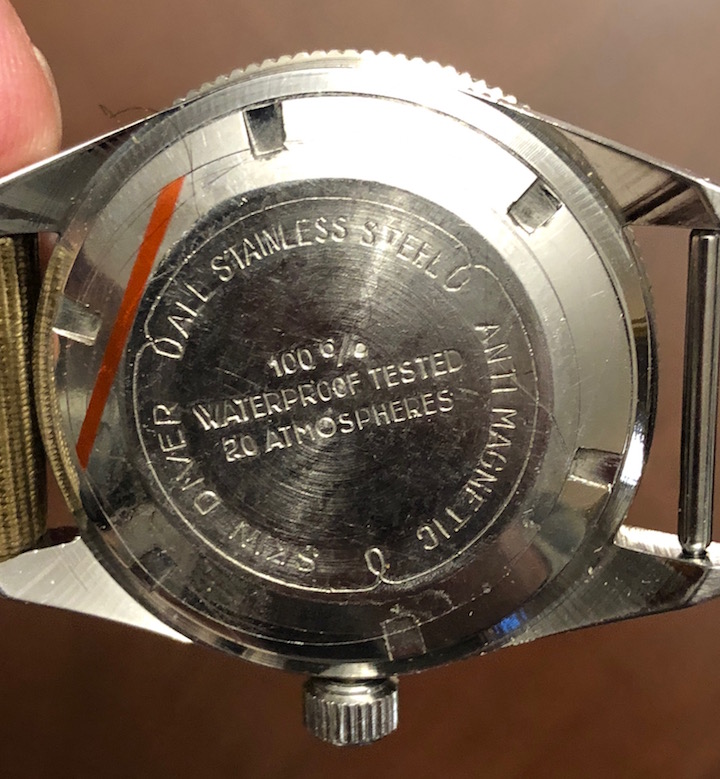 ALL STAINLESS STEEL
ANTI MAGNETIC
SKIN DIVER
100 %
WATERPROOF TESTED
20 ATMOSPHERES